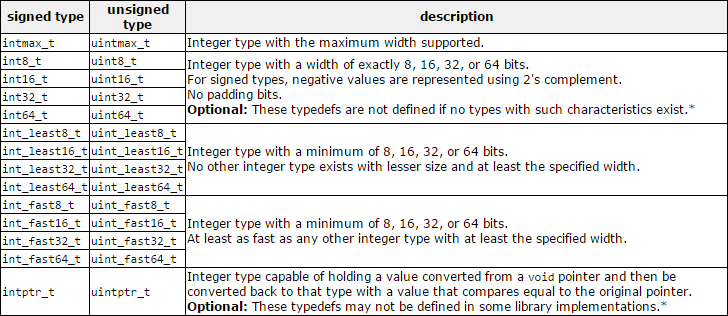 signed type unsigned type description
intmax_t uintmax_t Integer type with the maximum width supported.
int8_t uint8_t Integer type with a width of exactly 8, 16, 32, or 64 bits.
int16_t uint16_t For signed types, negative values are represented using 2's complement.
int32_t uint32_t No padding bits.
int64_t uint64_t Optional: These typedefs are not defined if no types with such characteristics exist.*
int_least8_t uint_least8_t
int_least16_t uint_least16_t Integer type with a minimum of 8, 16, 32, or 64 bits.
int_least32_t uint_least32_t No other integer type exists with lesser size and at least the specified width.
int_least64_t uint_least64_t
int_fast8_t uint_fast8_t
int_fast16_t uint_fast16_t Integer type with a minimum of 8, 16, 32, or 64 bits.
int_fast32_t uint_fast32_t At least as fast as any other integer type with at least the specified width.
int_fast64_t uint_fast64_t
intptr_t uintptr_t Integer type capable of holding a value converted from a void pointer and then be
converted back to that type with a value that compares equal to the original pointer.
Optional: These typedefs may not be defined in some library implementations.*